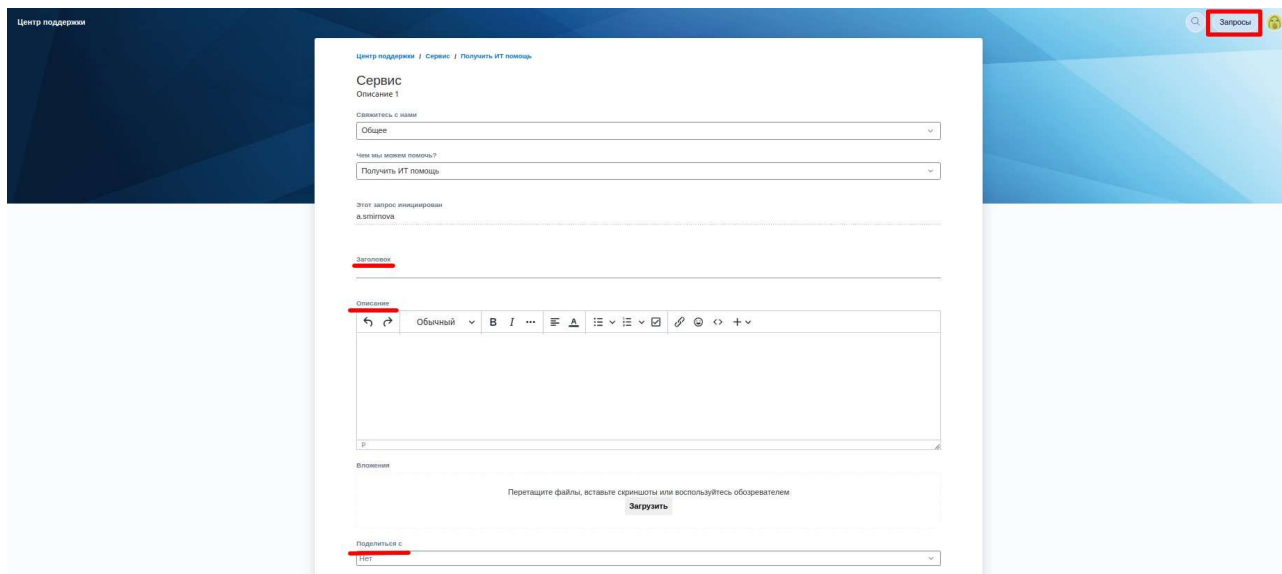 Центр поддержки
Запросы
Центр поддержки / Сервис / Получить ИТ помощь
Сервис
Описание 1
Свяжитесь с нами
Общее
Чем мы можем помочь?
Получить ИТ помощь
Этот запрос инициирован
a.smirnova
Заголовок
Описание
Обычный B I ... A
P
Вложения
Перетащите файлы, вставьте скриншоты или воспользуйтесь обозревателем
Загрузить
Поделиться с
Нет